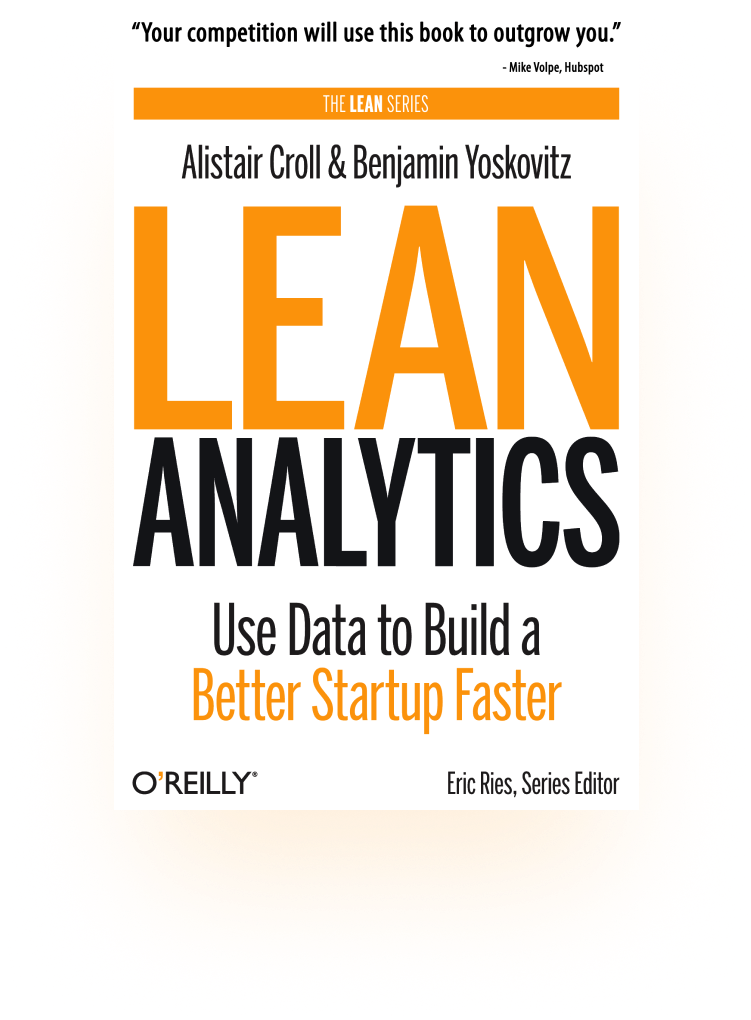 “Your competition will use this book to outgrow you.”
- Mike Volpe, Hubspot
THE LEAN SERIES
Alistair Croll & Benjamin Yoskovitz
LEAN
ANALYTICS
Use Data to Build a
Better Startup Faster
O'REILLY®
Eric Ries, Series Editor